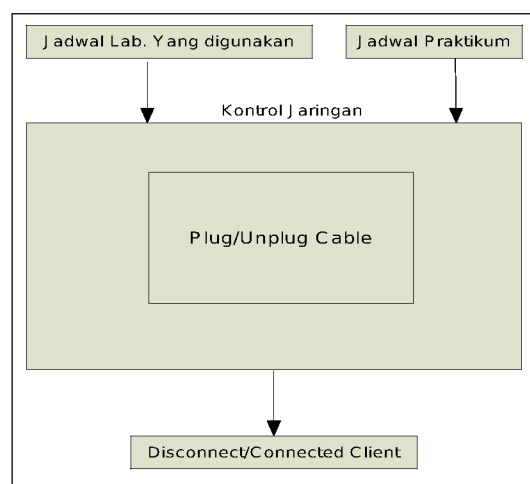 Jadwal Lab. Yang digunakan
Jadwal Praktikum
Kontrol Jaringan
Plug/Unplug Cable
Disconnect/Connected Client